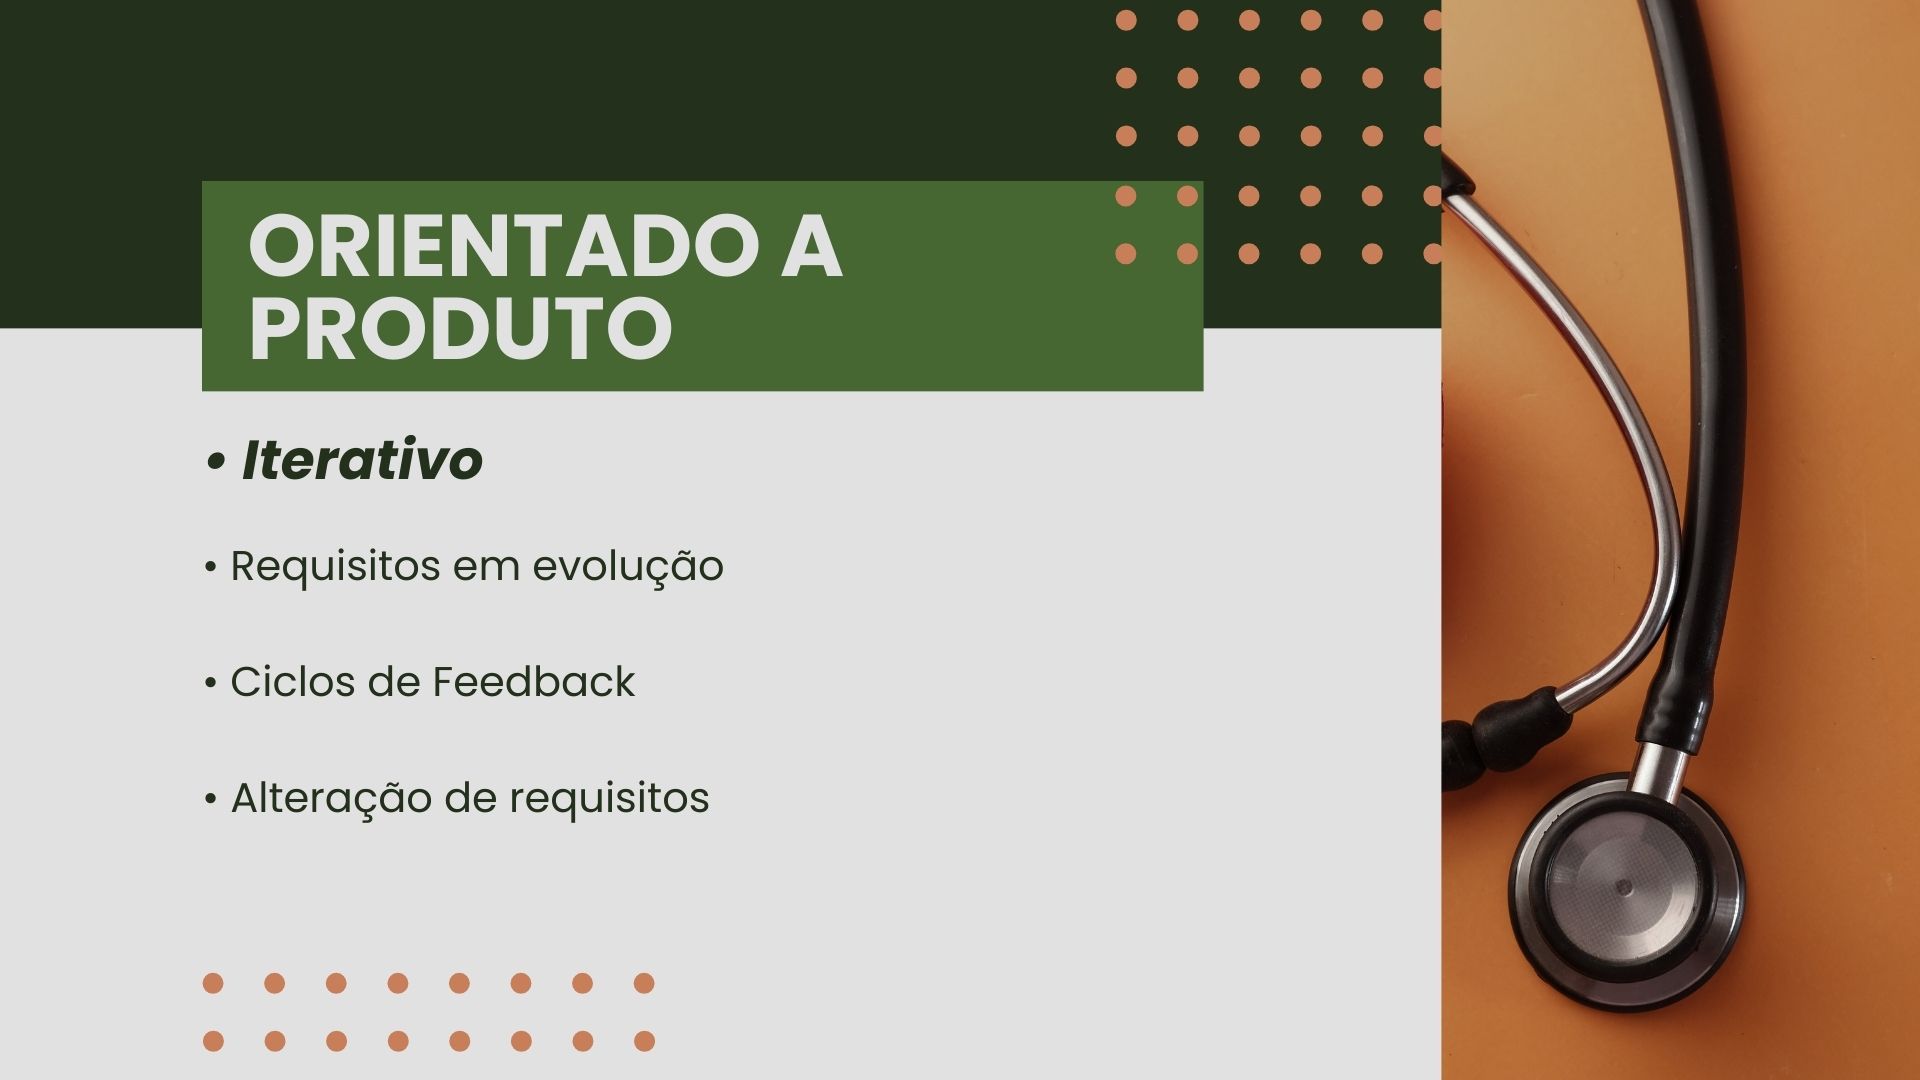 ORIENTADO A
PRODUTO
• Iterativo
• Requisitos em evolução
• Ciclos de Feedback
• Alteração de requisitos